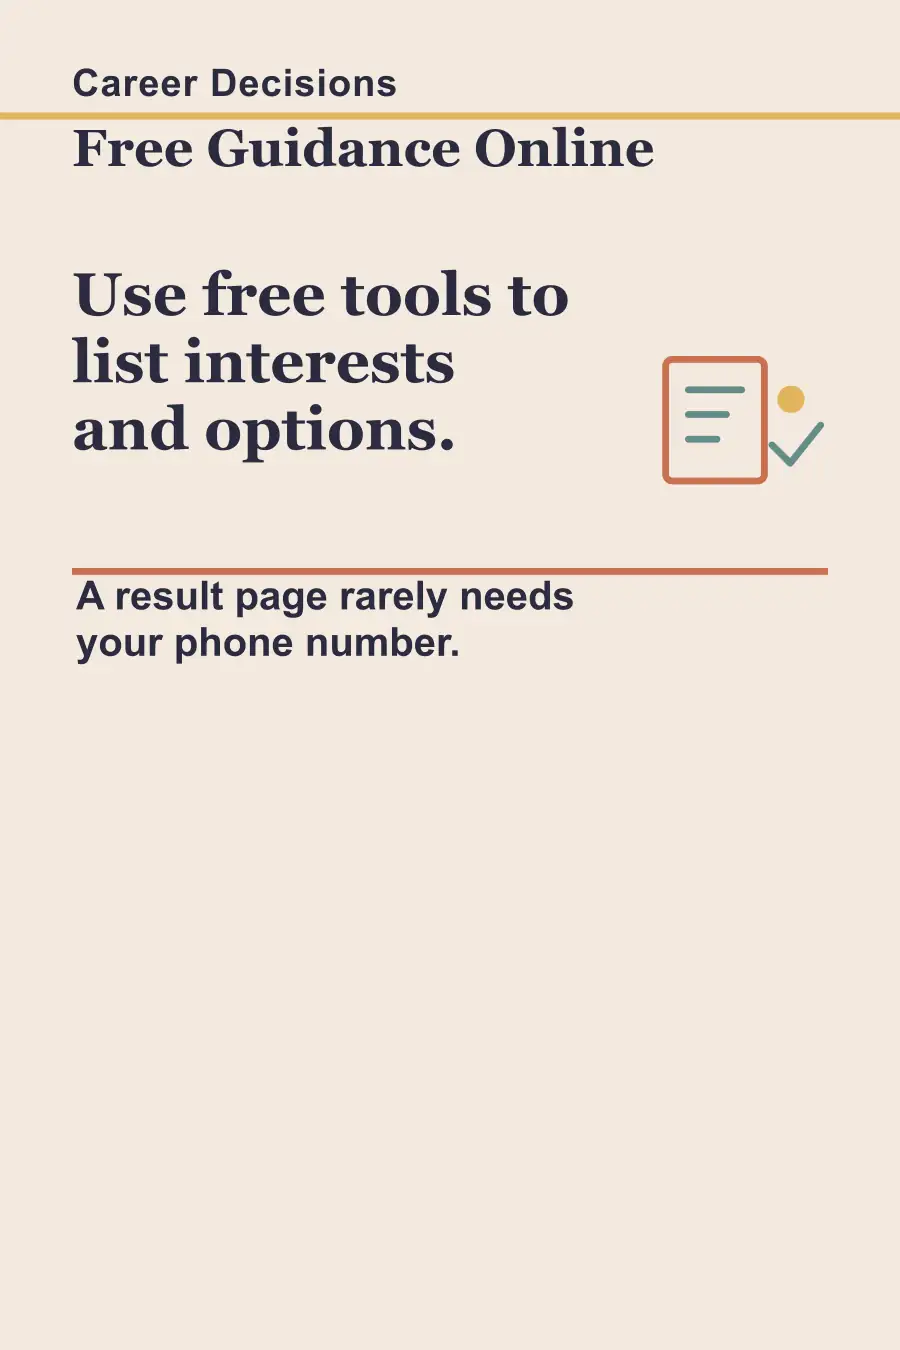 Career Decisions
Free Guidance Online
Use free tools to
list interests
and options.
A result page rarely needs
your phone number.